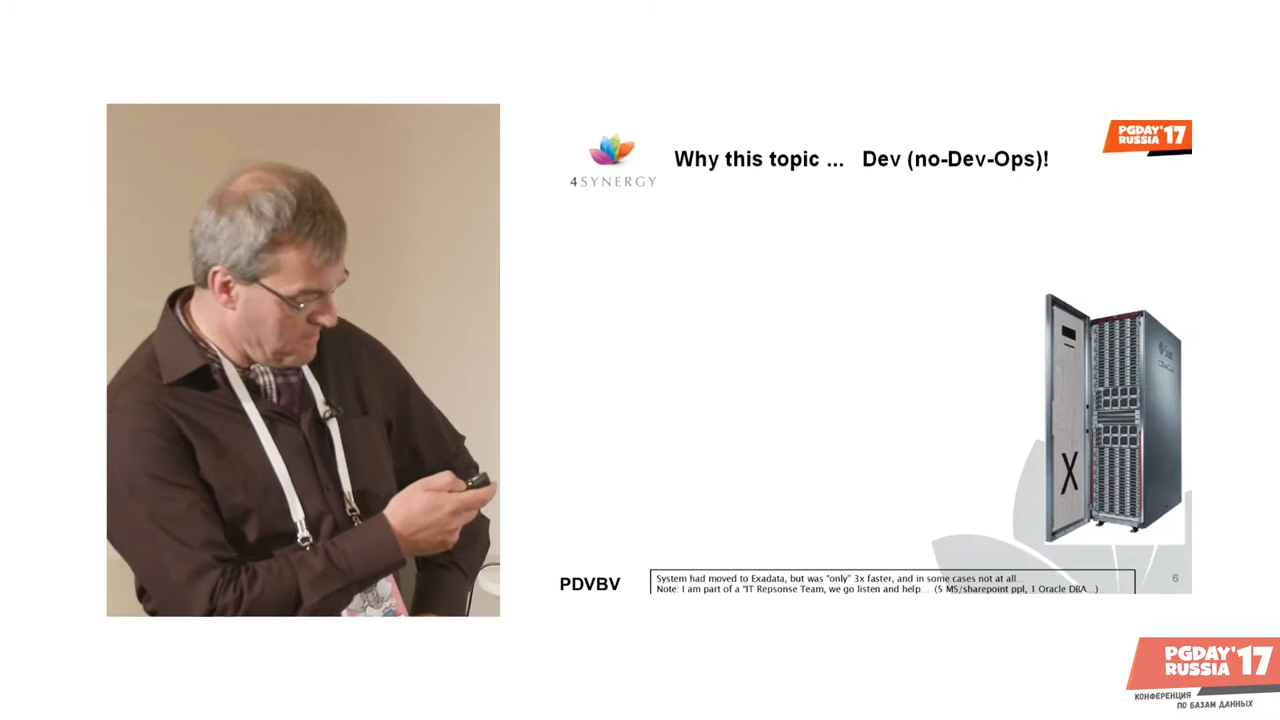 4SYNERGY
Why this topic ... Dev (no-Dev-Ops)!
PGDAY'17
RUSSIA
X
PDVBV
System had moved to Exadata, but was "only" 3x faster, and in some cases not at all...
Note: I am part of a "IT Repsonse Team, we go listen and help... (5 MS/sharepoint ppl, 1 Oracle DBA...)
6
PGDAY'17
RUSSIA
КОНФЕРЕНЦИЯ
ПО БАЗАМ ДАННЫХ